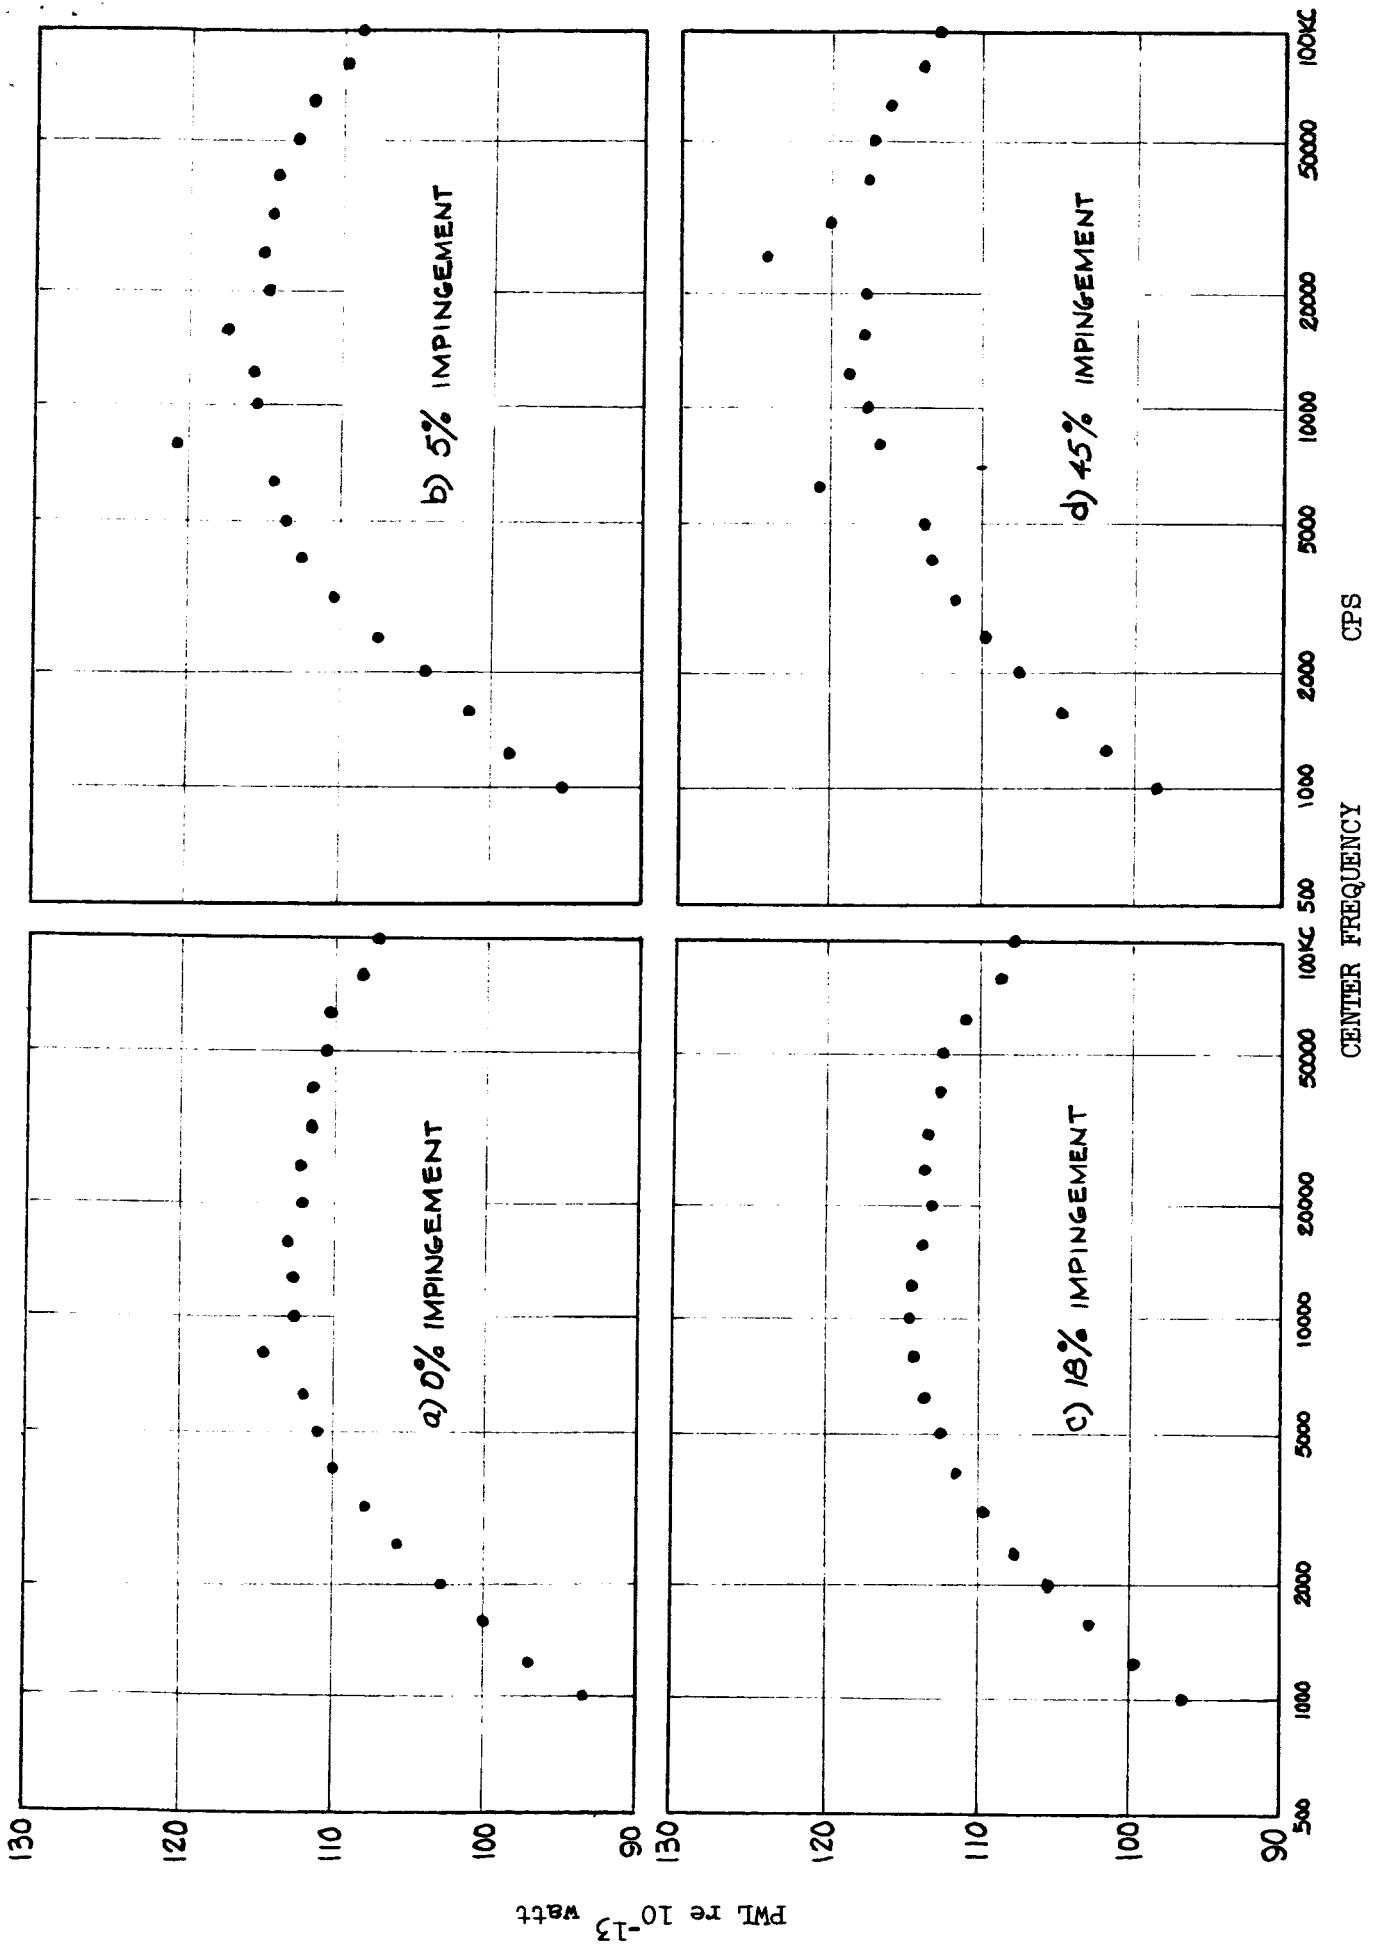 PWL re 10⁻¹³ watt
130
120
110
100
90
130
120
110
100
90
a) 0% IMPINGEMENT
b) 5% IMPINGEMENT
c) 18% IMPINGEMENT
d) 45% IMPINGEMENT
500 1000 2000 5000 10000 20000 50000 100KC
500 1000 2000 5000 10000 20000 50000 100KC
CENTER FREQUENCY CPS